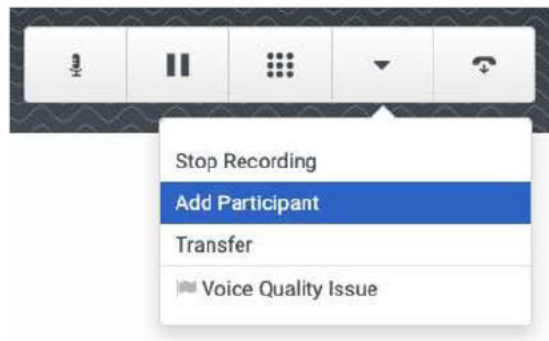 Stop Recording
Add Participant
Transfer
Voice Quality Issue